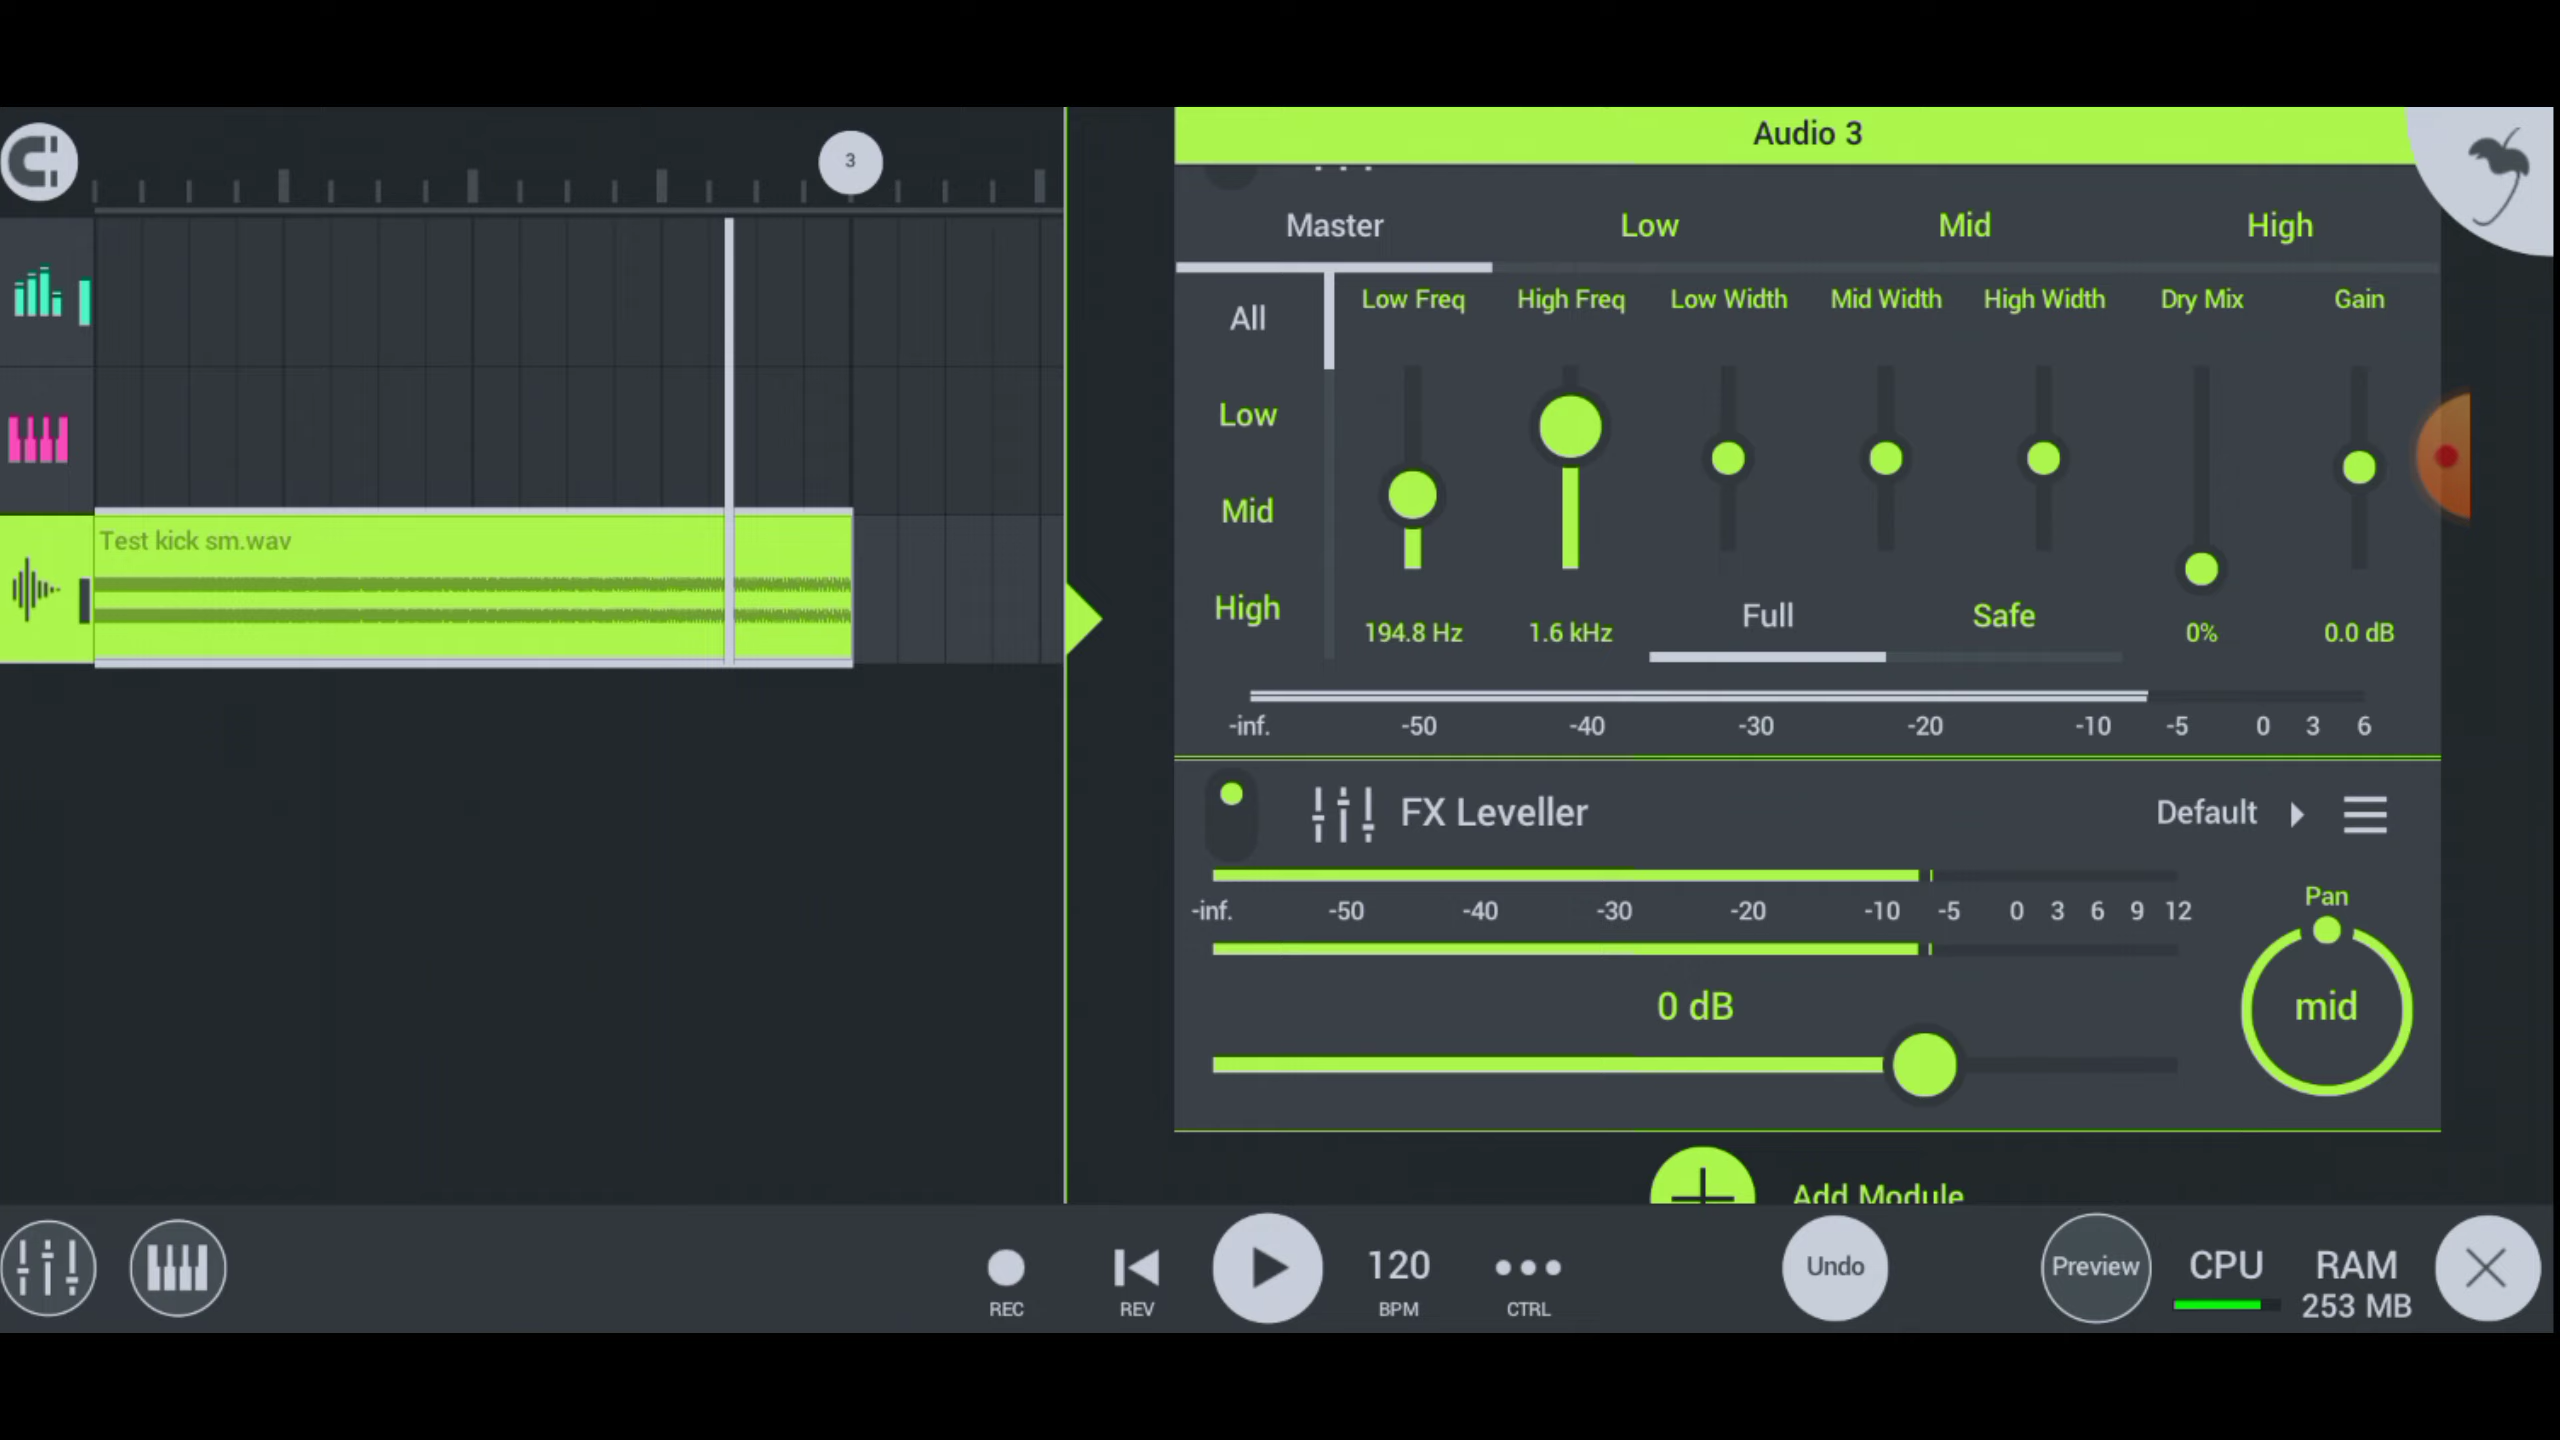 Audio 3
3
Master Low Mid High
All
Low
Mid
High
Low Freq High Freq Low Width Mid Width High Width Dry Mix Gain
Full Safe
194.8 Hz 1.6 kHz 0% 0.0 dB
-inf. -50 -40 -30 -20 -10 -5 0 3 6
Test kick sm.wav
FX Leveller Default
-inf. -50 -40 -30 -20 -10 -5 0 3 6 9 12
Pan
mid
0 dB
Add Module
REC
REV
120
BPM
CTRL
Undo
Preview
CPU
RAM
253 MB